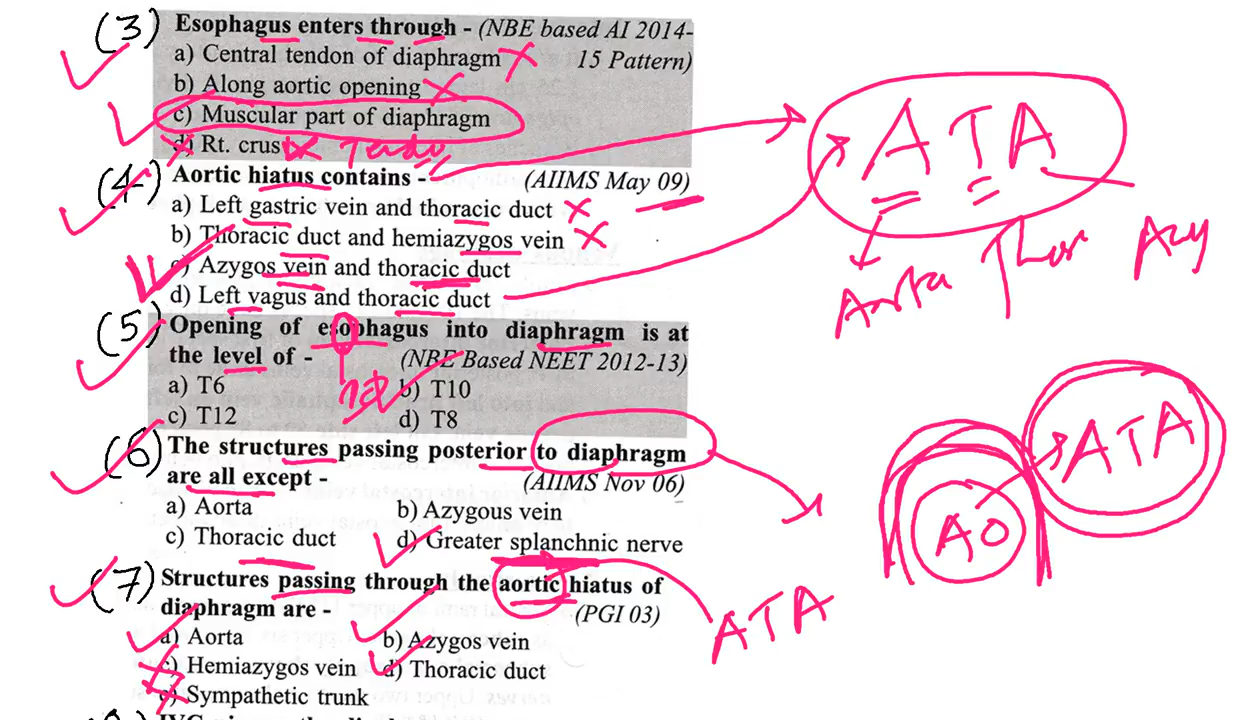 (3) Esophagus enters through - (NBE based AI 2014-
a) Central tendon of diaphragm 15 Pattern)
b) Along aortic opening
c) Muscular part of diaphragm
d) Rt. crus
(4) Aortic hiatus contains - (AIIMS May 09)
a) Left gastric vein and thoracic duct
b) Thoracic duct and hemiazygos vein
c) Azygos vein and thoracic duct
d) Left vagus and thoracic duct
(5) Opening of esophagus into diaphragm is at
the level of - (NBE Based NEET 2012-13)
a) T6 b) T10
c) T12 d) T8
(6) The structures passing posterior to diaphragm
are all except - (AIIMS Nov 06)
a) Aorta b) Azygous vein
c) Thoracic duct d) Greater splanchnic nerve
(7) Structures passing through the aortic hiatus of
diaphragm are - (PGI 03)
a) Aorta b) Azygos vein
c) Hemiazygos vein d) Thoracic duct
e) Sympathetic trunk
ATA
Aorta Thor Azy
ATA
AO
ATA